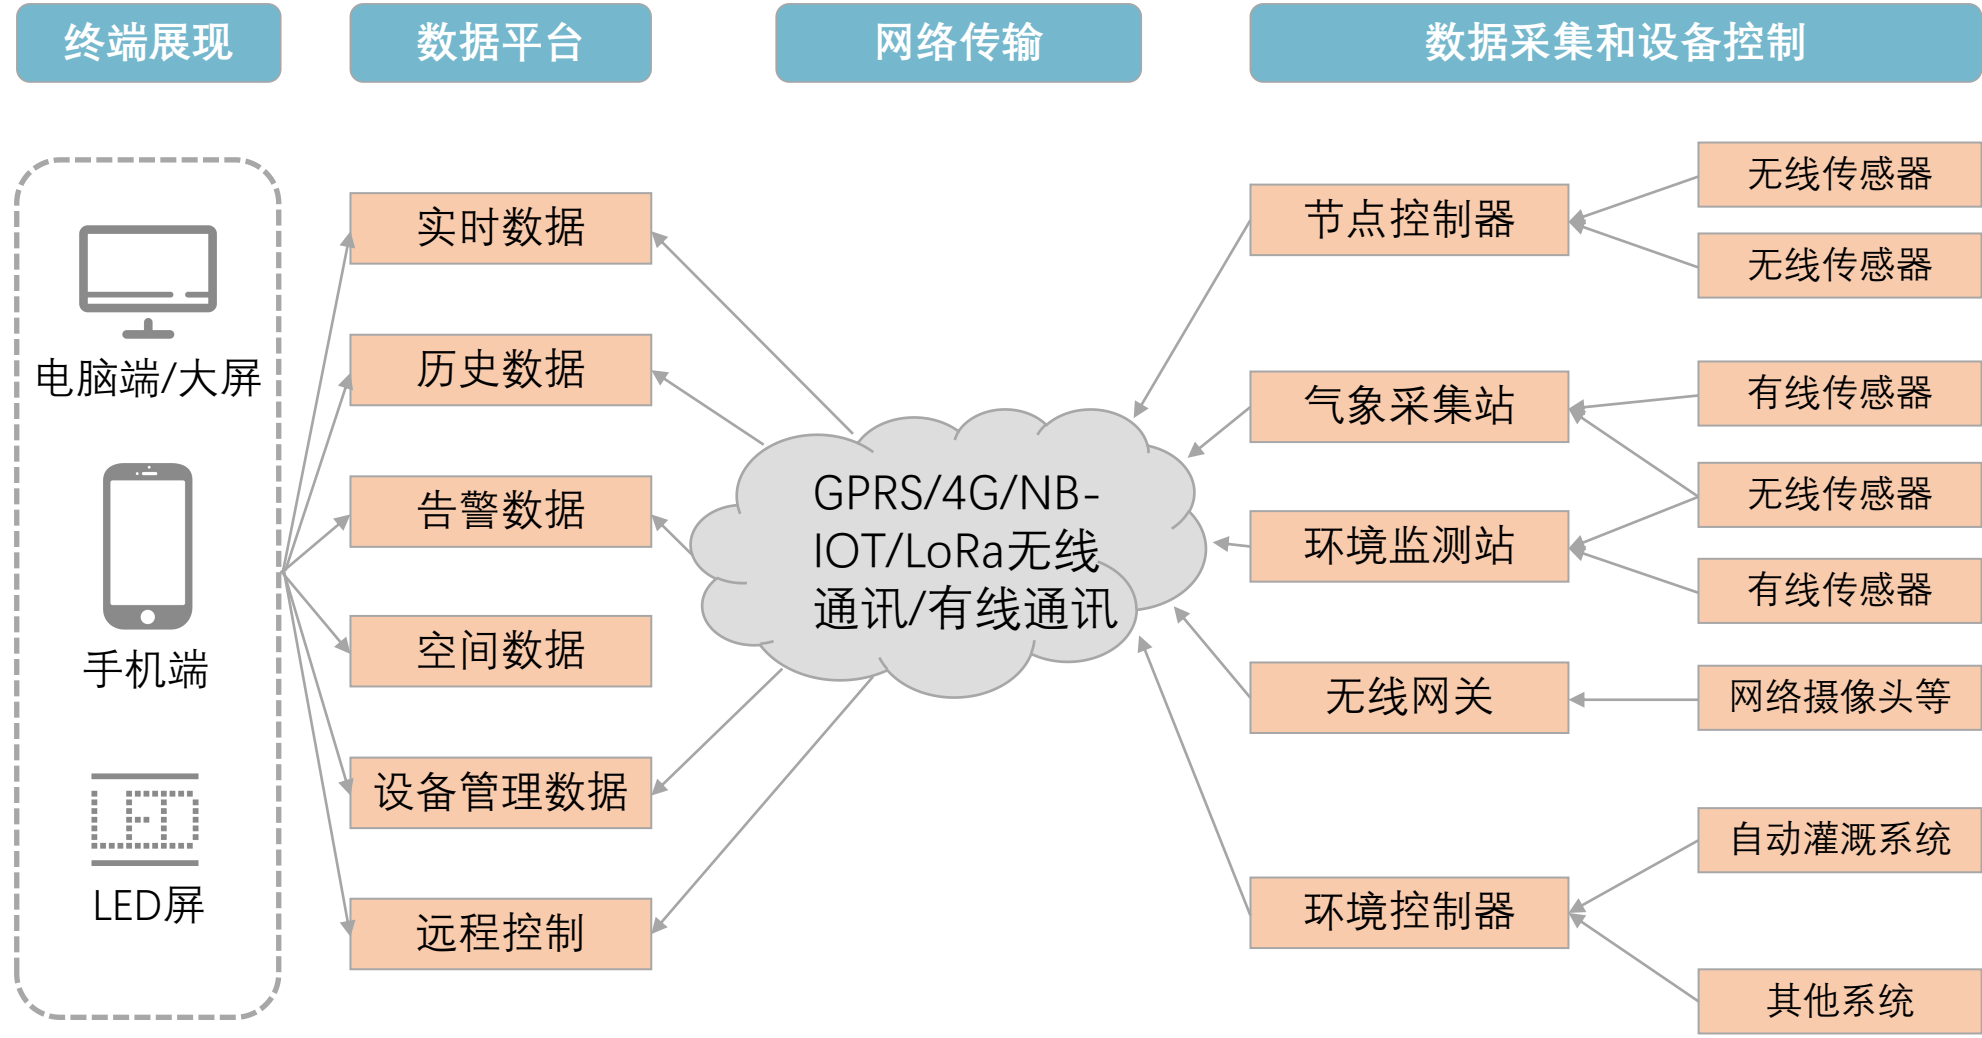 终端展现
数据平台
网络传输
数据采集和设备控制
电脑端/大屏
手机端
LED
LED屏
实时数据
历史数据
告警数据
空间数据
设备管理数据
远程控制
GPRS/4G/NB-
IOT/LoRa无线
通讯/有线通讯
节点控制器
气象采集站
环境监测站
无线网关
环境控制器
无线传感器
无线传感器
有线传感器
无线传感器
有线传感器
网络摄像头等
自动灌溉系统
其他系统